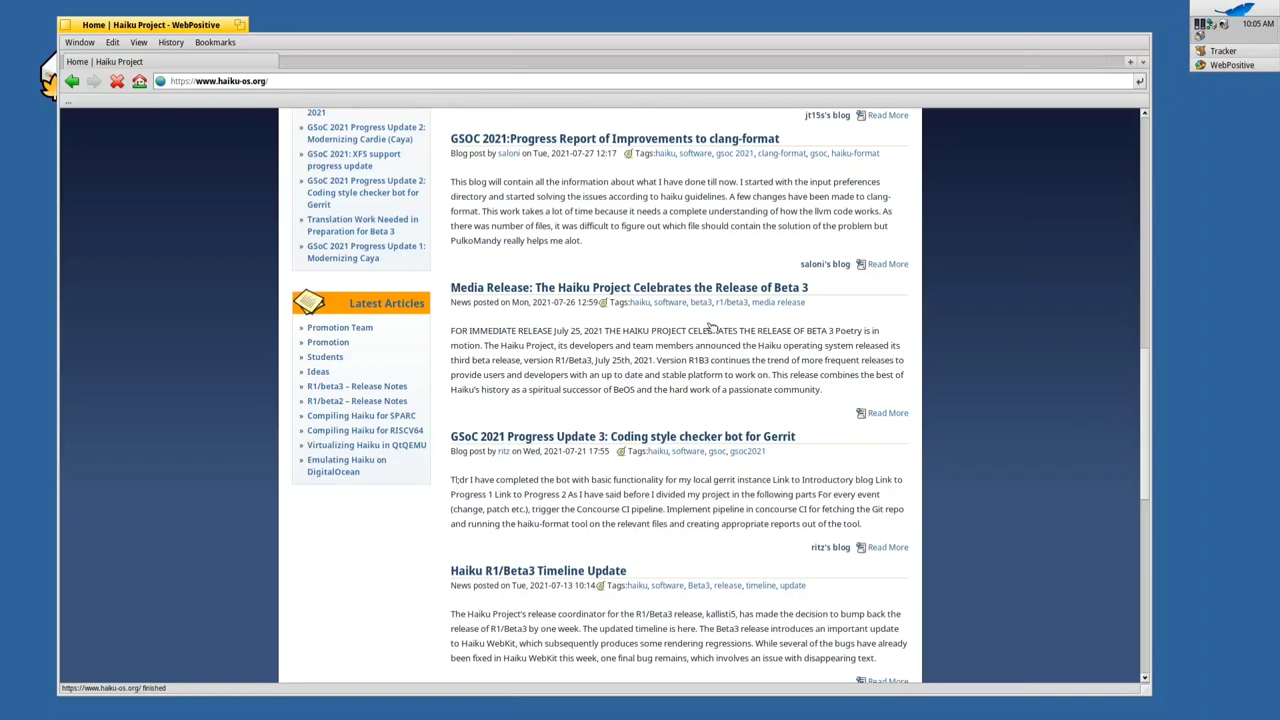 Home | Haiku Project - WebPositive
10:05 AM
Tracker
WebPositive
Window Edit View History Bookmarks
Home | Haiku Project
https://www.haiku-os.org/
...
2021
» GSoC 2021 Progress Update 2:
Modernizing Cardie (Caya)
» GSoC 2021: XFS support
progress update
» GSoC 2021 Progress Update 2:
Coding style checker bot for
Gerrit
» Translation Work Needed in
Preparation for Beta 3
» GSoC 2021 Progress Update 1:
Modernizing Caya
Latest Articles
» Promotion Team
» Promotion
» Students
» Ideas
» R1/beta3 – Release Notes
» R1/beta2 – Release Notes
» Compiling Haiku for SPARC
» Compiling Haiku for RISCV64
» Virtualizing Haiku in QtQEMU
» Emulating Haiku on
DigitalOcean
jt15s's blog Read More
GSOC 2021:Progress Report of Improvements to clang-format
Blog post by saloni on Tue, 2021-07-27 12:17 Tags:haiku, software, gsoc 2021, clang-format, gsoc, haiku-format
This blog will contain all the information about what I have done till now. I started with the input preferences
directory and started solving the issues according to haiku guidelines. A few changes have been made to clang-
format. This work takes a lot of time because it needs a complete understanding of how the llvm code works. As
there was number of files, it was difficult to figure out which file should contain the solution of the problem but
PulkoMandy really helps me alot.
saloni's blog Read More
Media Release: The Haiku Project Celebrates the Release of Beta 3
News posted on Mon, 2021-07-26 12:59 Tags:haiku, software, beta3, r1/beta3, media release
FOR IMMEDIATE RELEASE July 25, 2021 THE HAIKU PROJECT CELEBRATES THE RELEASE OF BETA 3 Poetry is in
motion. The Haiku Project, its developers and team members announced the Haiku operating system released its
third beta release, version R1/Beta3, July 25th, 2021. Version R1B3 continues the trend of more frequent releases to
provide users and developers with an up to date and stable platform to work on. This release combines the best of
Haiku's history as a spiritual successor of BeOS and the hard work of a passionate community.
Read More
GSoC 2021 Progress Update 3: Coding style checker bot for Gerrit
Blog post by ritz on Wed, 2021-07-21 17:55 Tags:haiku, software, gsoc, gsoc2021
Tl;dr I have completed the bot with basic functionality for my local gerrit instance Link to Introductory blog Link to
Progress 1 Link to Progress 2 As I have said before I divided my project in the following parts For every event
(change, patch etc.), trigger the Concourse CI pipeline. Implement pipeline in concourse CI for fetching the Git repo
and running the haiku-format tool on the relevant files and creating appropriate reports out of the tool.
ritz's blog Read More
Haiku R1/Beta3 Timeline Update
News posted on Tue, 2021-07-13 10:14 Tags:haiku, software, Beta3, release, timeline, update
The Haiku Project's release coordinator for the R1/Beta3 release, kallisti5, has made the decision to bump back the
release of R1/Beta3 by one week. The updated timeline is here. The Beta3 release introduces an important update
to Haiku WebKit, which subsequently produces some rendering regressions. While several of the bugs have already
been fixed in Haiku WebKit this week, one final bug remains, which involves an issue with disappearing text.
Read More
https://www.haiku-os.org/ finished